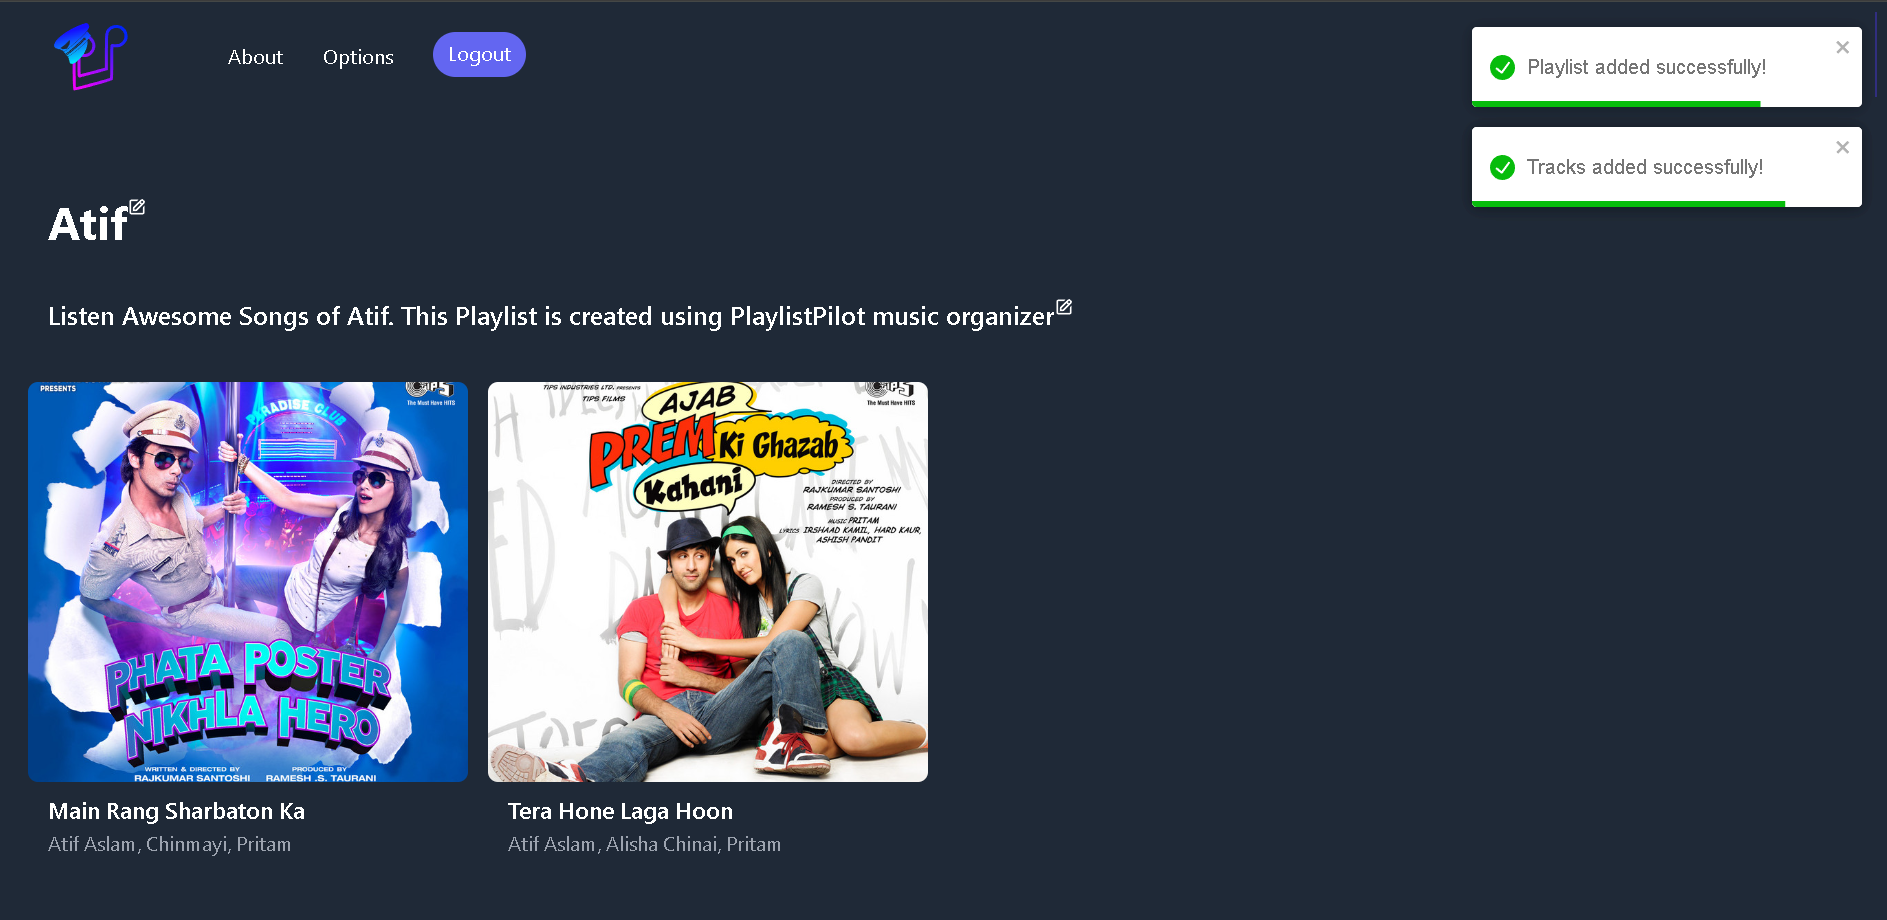 About
Options
Logout
Playlist added successfully!
Tracks added successfully!
Atif
Listen Awesome Songs of Atif. This Playlist is created using PlaylistPilot music organizer
PRESENTS
TIPS
The Must Have HITS
PARADISE CLUB
PHATA POSTER
NIKHLA HERO
WRITTEN & DIRECTED BY
RAJKUMAR SANTOSHI
PRODUCED BY
RAMESH .S. TAURANI
TIPS INDUSTRIES LTD. PRESENTS
TIPS FILMS
TIPS
The Must Have HITS
AJAB
PREM Ki Ghazab
Kahani
DIRECTED BY
RAJKUMAR SANTOSHI
PRODUCED BY
RAMESH S. TAURANI
MUSIC PRITAM
LYRICS IRSHAAD KAMIL, HARD KAUR,
ASHISH PANDIT
Main Rang Sharbaton Ka
Atif Aslam, Chinmayi, Pritam
Tera Hone Laga Hoon
Atif Aslam, Alisha Chinai, Pritam